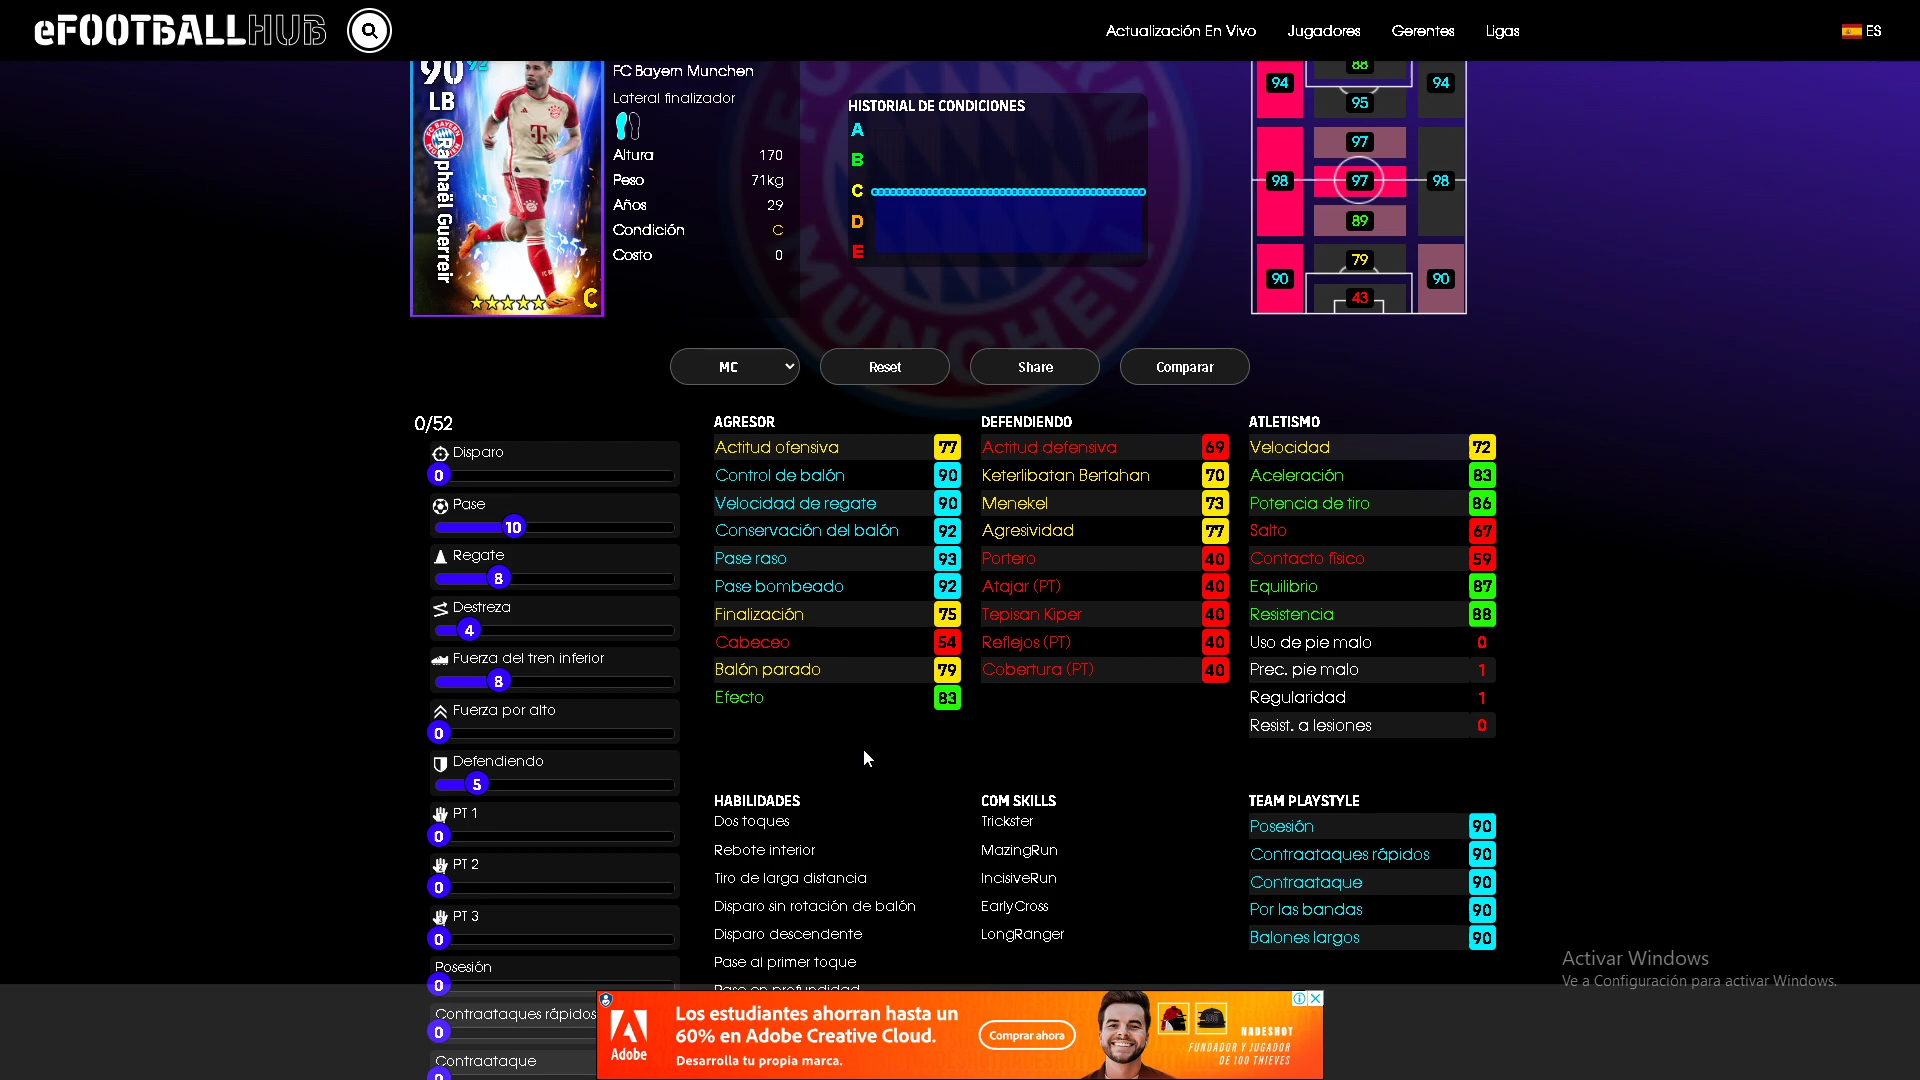 eFOOTBALLHUB
Actualización En Vivo
Jugadores
Gerentes
Ligas
ES
90 92
LB
Raphaël Guerreir
C
FC Bayern Munchen
Lateral finalizador
Altura 170
Peso 71kg
Años 29
Condición C
Costo 0
HISTORIAL DE CONDICIONES
A
B
C
D
E
88
94 94
95
97
98 97 98
89
79
90 90
43
MC
Reset
Share
Comparar
0/52
Disparo
0
Pase
10
Regate
8
Destreza
4
Fuerza del tren inferior
8
Fuerza por alto
0
Defendiendo
5
PT 1
0
PT 2
0
PT 3
0
Posesión
0
Contraataques rápidos
0
Contraataque
0
AGRESOR
Actitud ofensiva 77
Control de balón 90
Velocidad de regate 90
Conservación del balón 92
Pase raso 93
Pase bombeado 92
Finalización 75
Cabeceo 54
Balón parado 79
Efecto 83
DEFENDIENDO
Actitud defensiva 69
Keterlibatan Bertahan 70
Menekel 73
Agresividad 77
Portero 40
Atajar (PT) 40
Tepisan Kiper 40
Reflejos (PT) 40
Cobertura (PT) 40
ATLETISMO
Velocidad 72
Aceleración 83
Potencia de tiro 86
Salto 67
Contacto físico 59
Equilibrio 87
Resistencia 88
Uso de pie malo 0
Prec. pie malo 1
Regularidad 1
Resist. a lesiones 0
HABILIDADES
Dos toques
Rebote interior
Tiro de larga distancia
Disparo sin rotación de balón
Disparo descendente
Pase al primer toque
Pase en profundidad
COM SKILLS
Trickster
MazingRun
IncisiveRun
EarlyCross
LongRanger
TEAM PLAYSTYLE
Posesión 90
Contraataques rápidos 90
Contraataque 90
Por las bandas 90
Balones largos 90
Activar Windows
Ve a Configuración para activar Windows.
Adobe
Los estudiantes ahorran hasta un
60% en Adobe Creative Cloud.
Desarrolla tu propia marca.
Comprar ahora
NADESHOT
FUNDADOR Y JUGADOR
DE 100 THIEVES